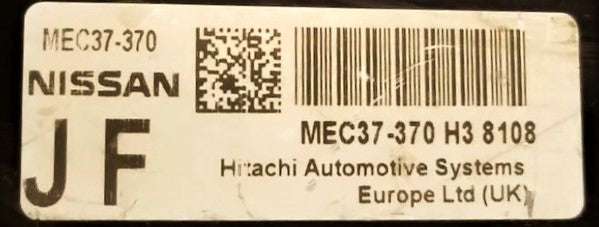 MEC37-370
NISSAN
JF
MEC37-370 H3 8108
Hitachi Automotive Systems
Europe Ltd (UK)